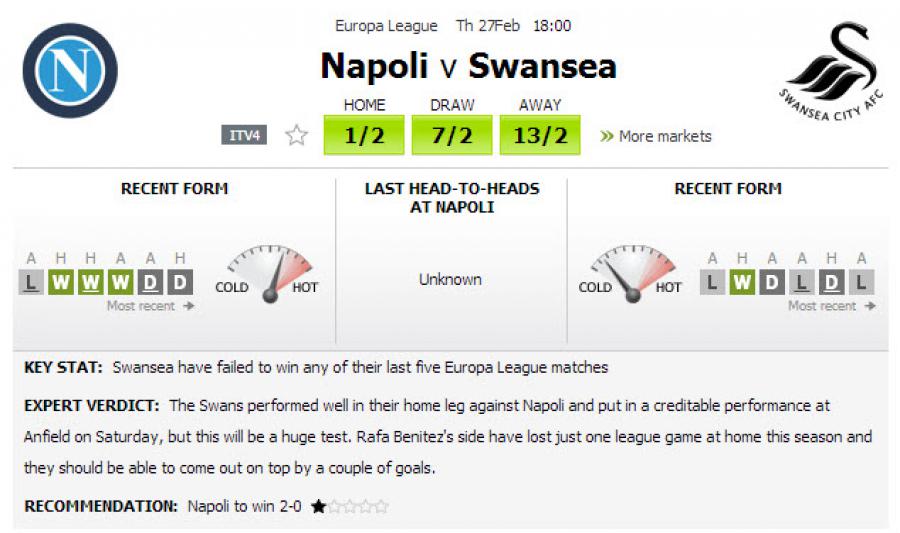 Europa League Th 27Feb 18:00
N
Napoli v Swansea
SWANSEA CITY AFC
HOME DRAW AWAY
ITV4 1/2 7/2 13/2 » More markets
RECENT FORM
LAST HEAD-TO-HEADS
AT NAPOLI
RECENT FORM
A H H A A H
L W W W D D
COLD HOT
Most recent →
Unknown
COLD HOT
A H A A H A
L W D L D L
Most recent →
KEY STAT: Swansea have failed to win any of their last five Europa League matches
EXPERT VERDICT: The Swans performed well in their home leg against Napoli and put in a creditable performance at
Anfield on Saturday, but this will be a huge test. Rafa Benitez's side have lost just one league game at home this season and
they should be able to come out on top by a couple of goals.
RECOMMENDATION: Napoli to win 2-0